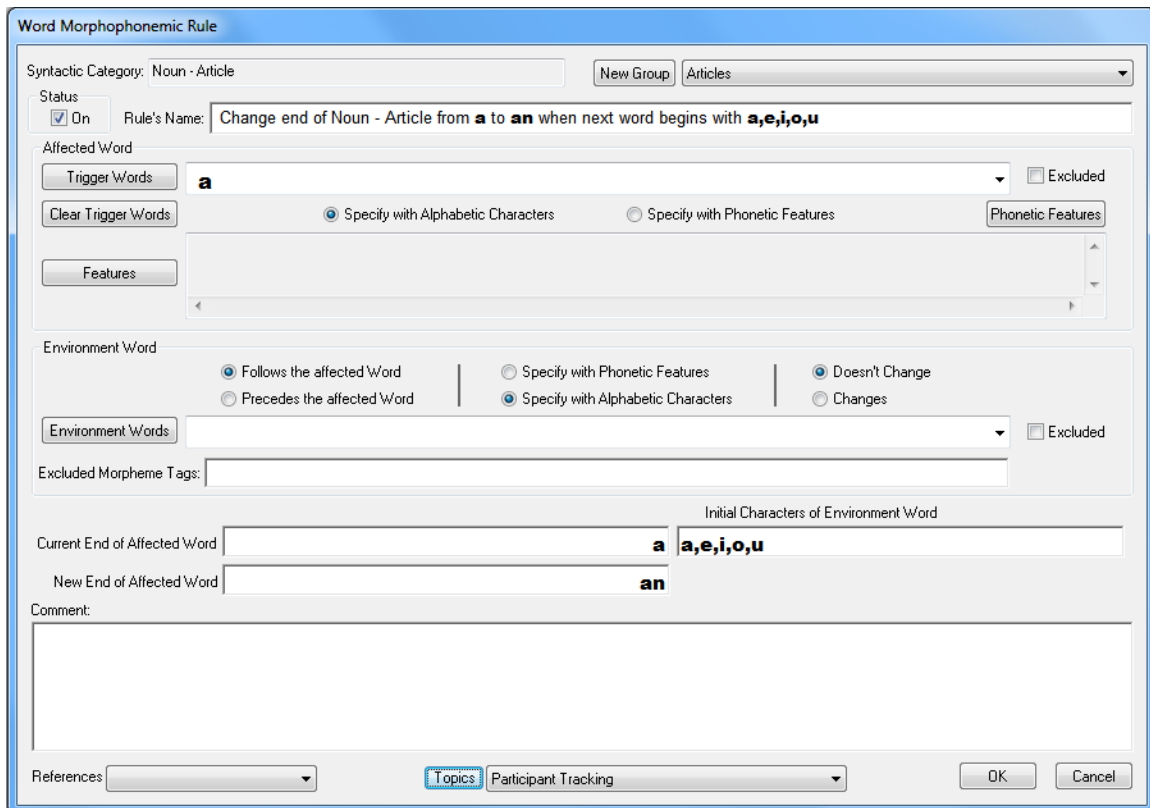 Word Morphophonemic Rule
Syntactic Category: Noun - Article New Group Articles
Status
On Rule's Name: Change end of Noun - Article from a to an when next word begins with a,e,i,o,u
Affected Word
Trigger Words a Excluded
Clear Trigger Words Specify with Alphabetic Characters Specify with Phonetic Features Phonetic Features
Features
Environment Word
Follows the affected Word Specify with Phonetic Features Doesn't Change
Precedes the affected Word Specify with Alphabetic Characters Changes
Environment Words Excluded
Excluded Morpheme Tags:
Initial Characters of Environment Word
Current End of Affected Word a a,e,i,o,u
New End of Affected Word an
Comment:
References Topics Participant Tracking OK Cancel